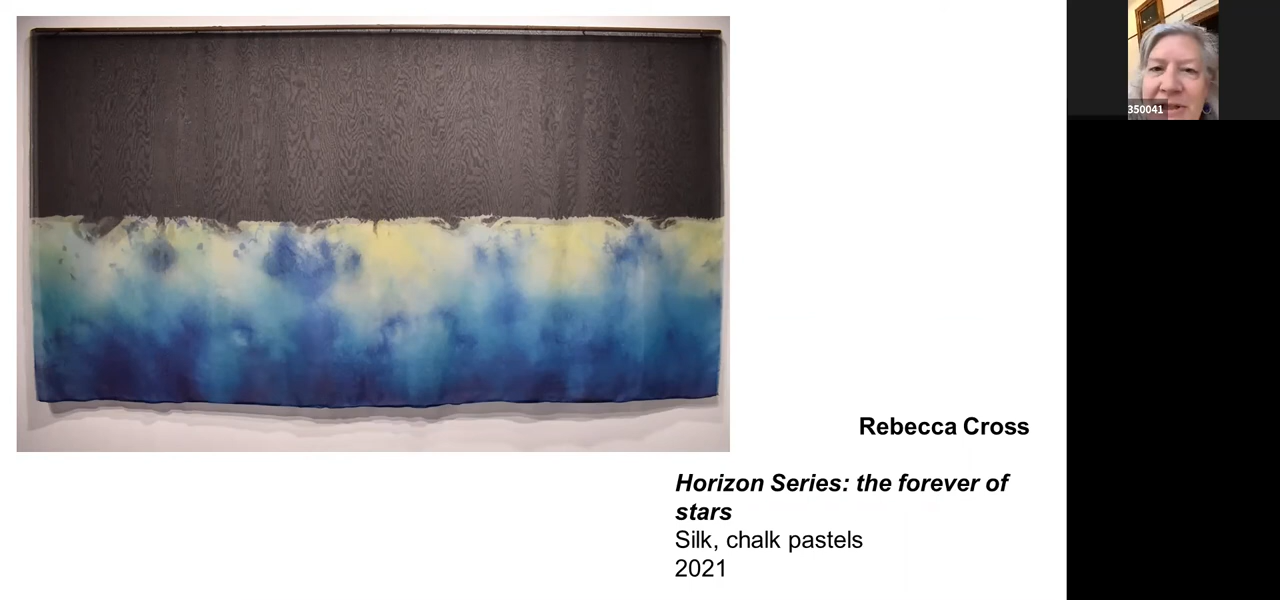 350041
Rebecca Cross
Horizon Series: the forever of
stars
Silk, chalk pastels
2021